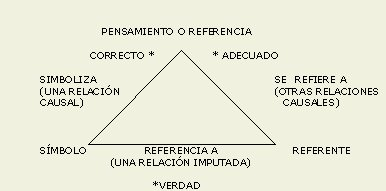 PENSAMIENTO O REFERENCIA
CORRECTO * * ADECUADO
SIMBOLIZA SE REFIERE A
(UNA RELACIÓN (OTRAS RELACIONES
CAUSAL) CAUSALES)
SÍMBOLO REFERENCIA A REFERENTE
(UNA RELACIÓN IMPUTADA)
*VERDAD